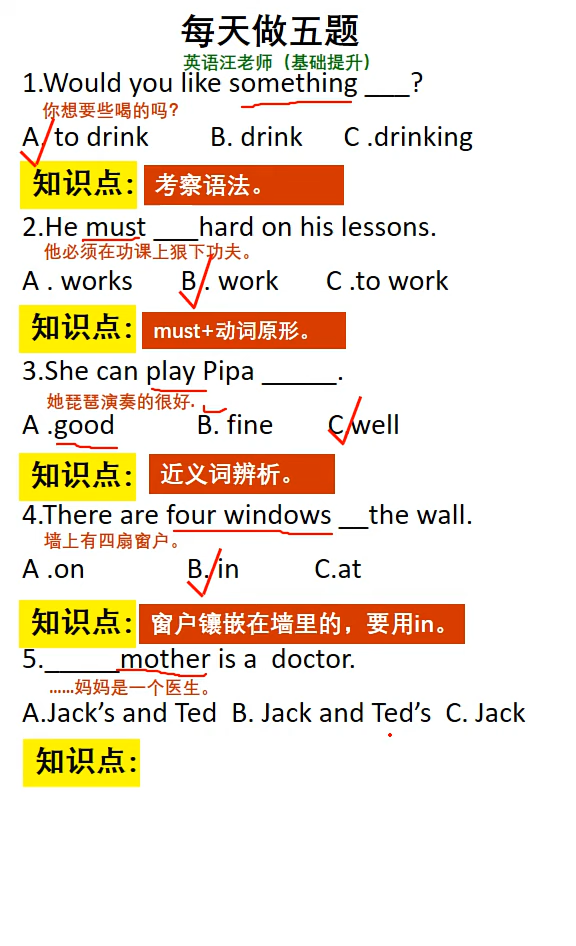 每天做五题
英语汪老师（基础提升）
1.Would you like something ___?
你想要些喝的吗?
A. to drink B. drink C .drinking
知识点: 考察语法。
2.He must ___hard on his lessons.
他必须在功课上狠下功夫。
A . works B . work C .to work
知识点: must+动词原形。
3.She can play Pipa _____.
她琵琶演奏的很好.
A .good B. fine C well
知识点: 近义词辨析。
4.There are four windows __the wall.
墙上有四扇窗户。
A .on B. in C.at
知识点: 窗户镶嵌在墙里的，要用in。
5._____mother is a doctor.
……妈妈是一个医生。
A.Jack’s and Ted B. Jack and Ted’s C. Jack
知识点: